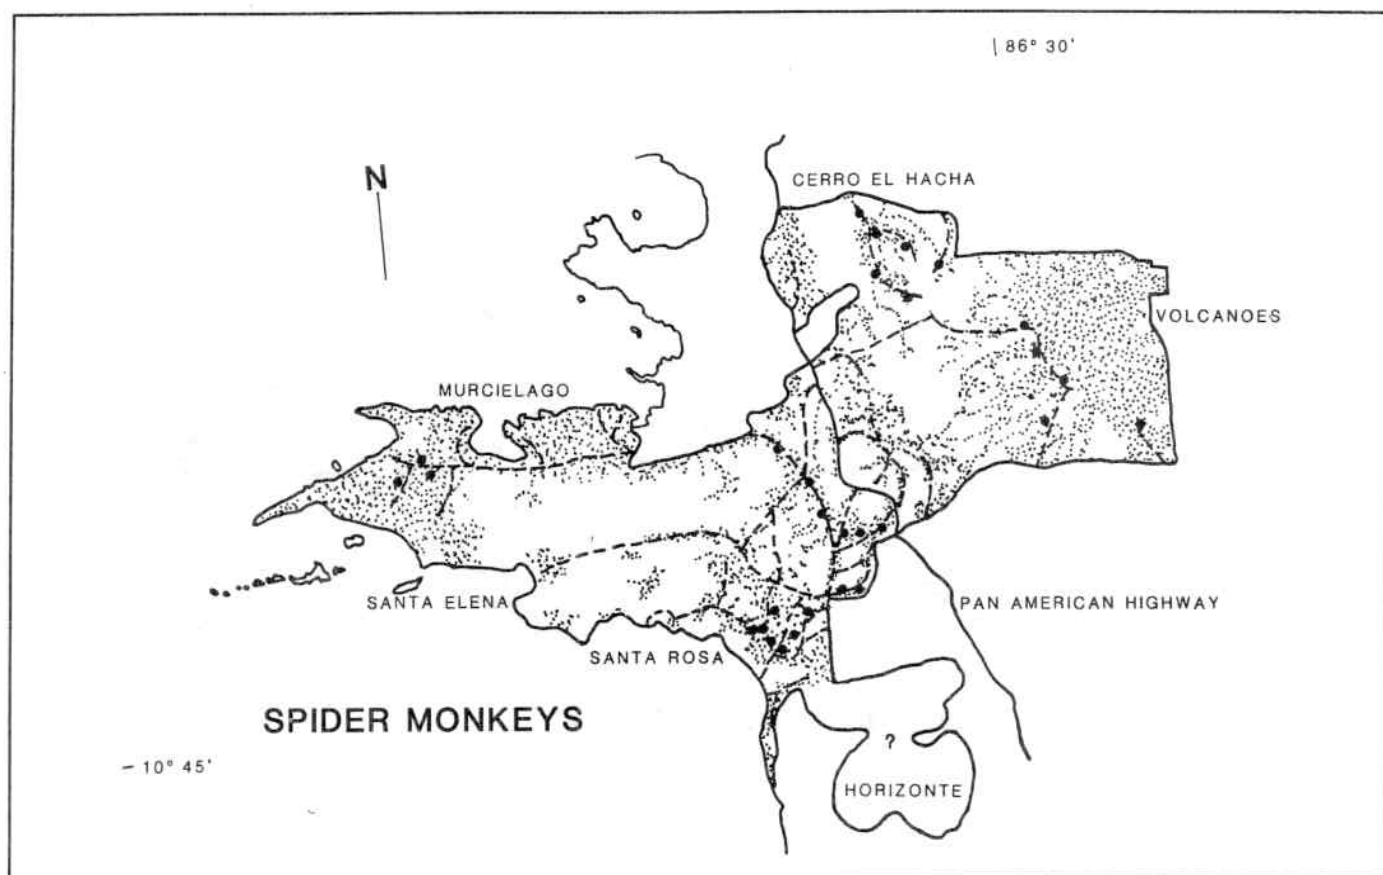 86° 30'
N
CERRO EL HACHA
VOLCANOES
MURCIELAGO
SANTA ELENA
PAN AMERICAN HIGHWAY
SANTA ROSA
SPIDER MONKEYS
?
10° 45'
HORIZONTE